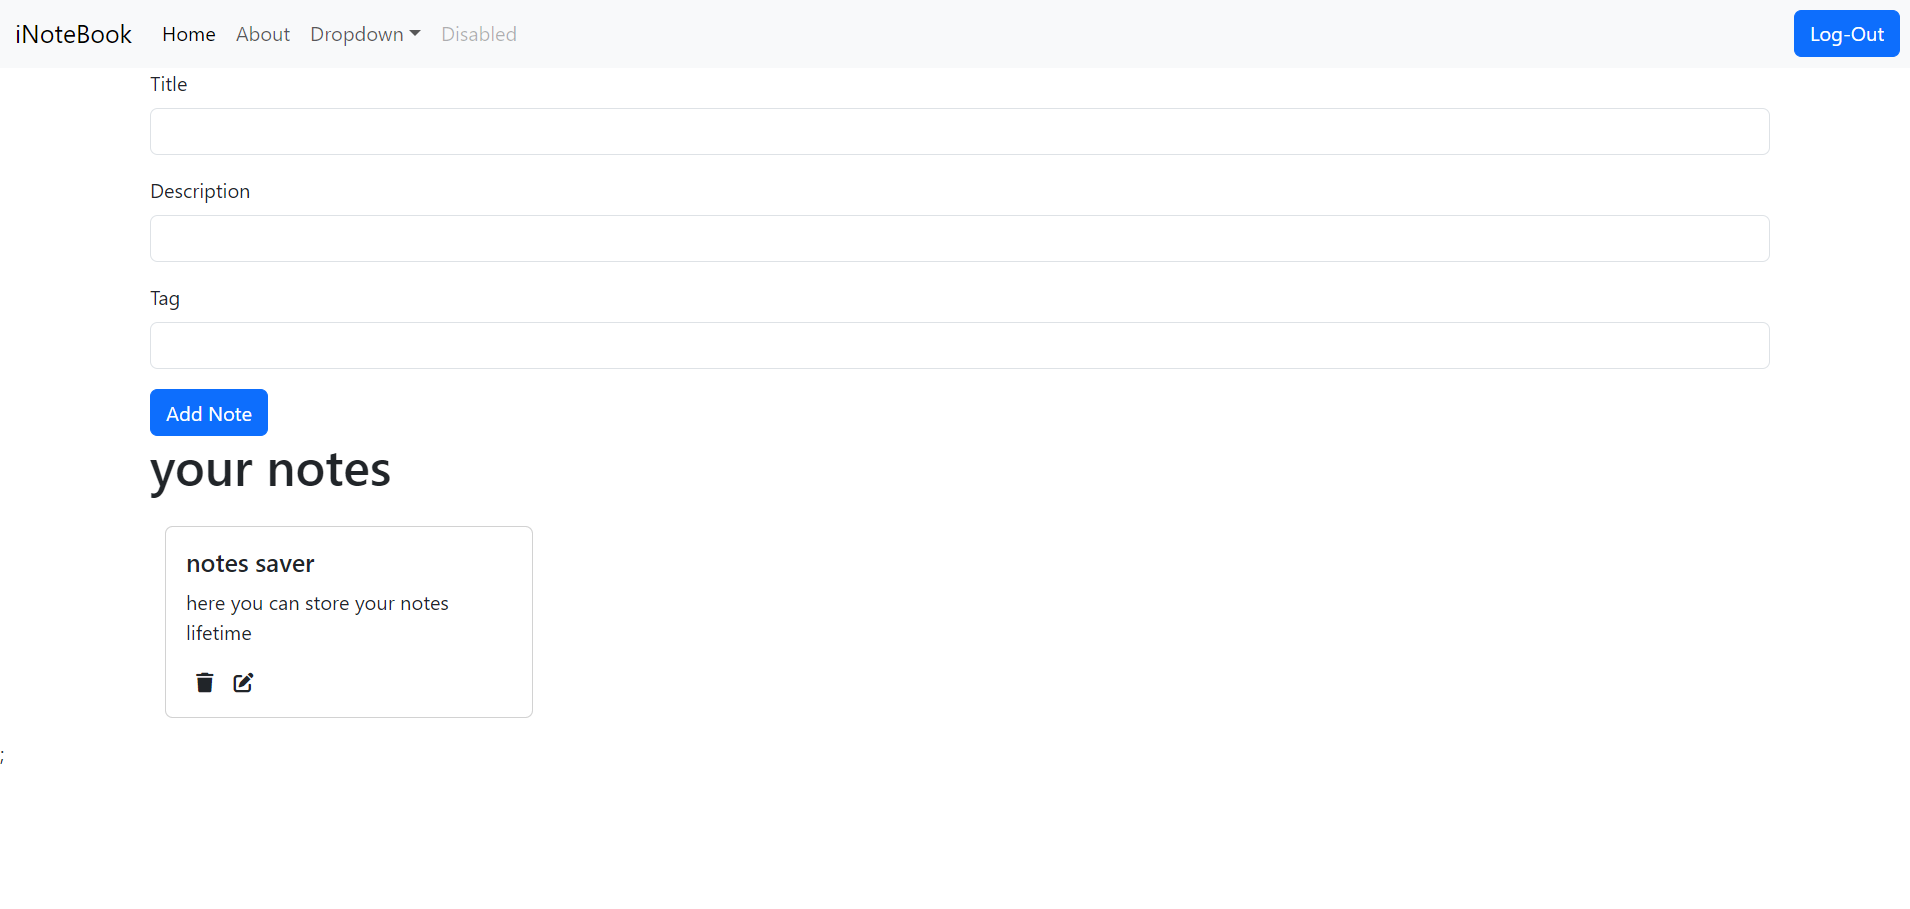 iNoteBook Home About Dropdown Disabled Log-Out
Title
Description
Tag
Add Note
your notes
notes saver
here you can store your notes
lifetime
;